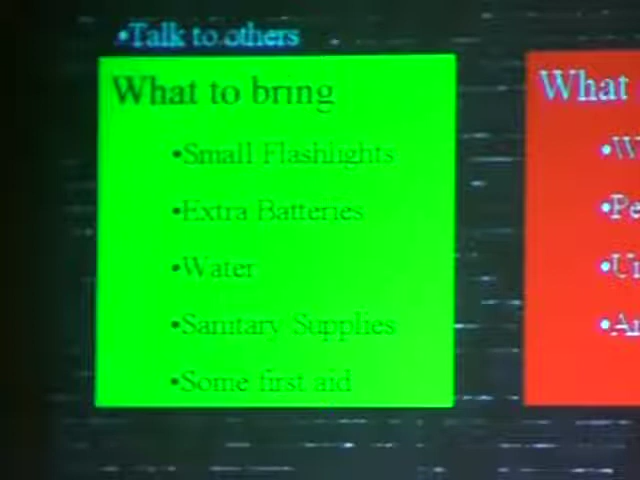 •Talk to others
What to bring
•Small Flashlights
•Extra Batteries
•Water
•Sanitary Supplies
•Some first aid
What